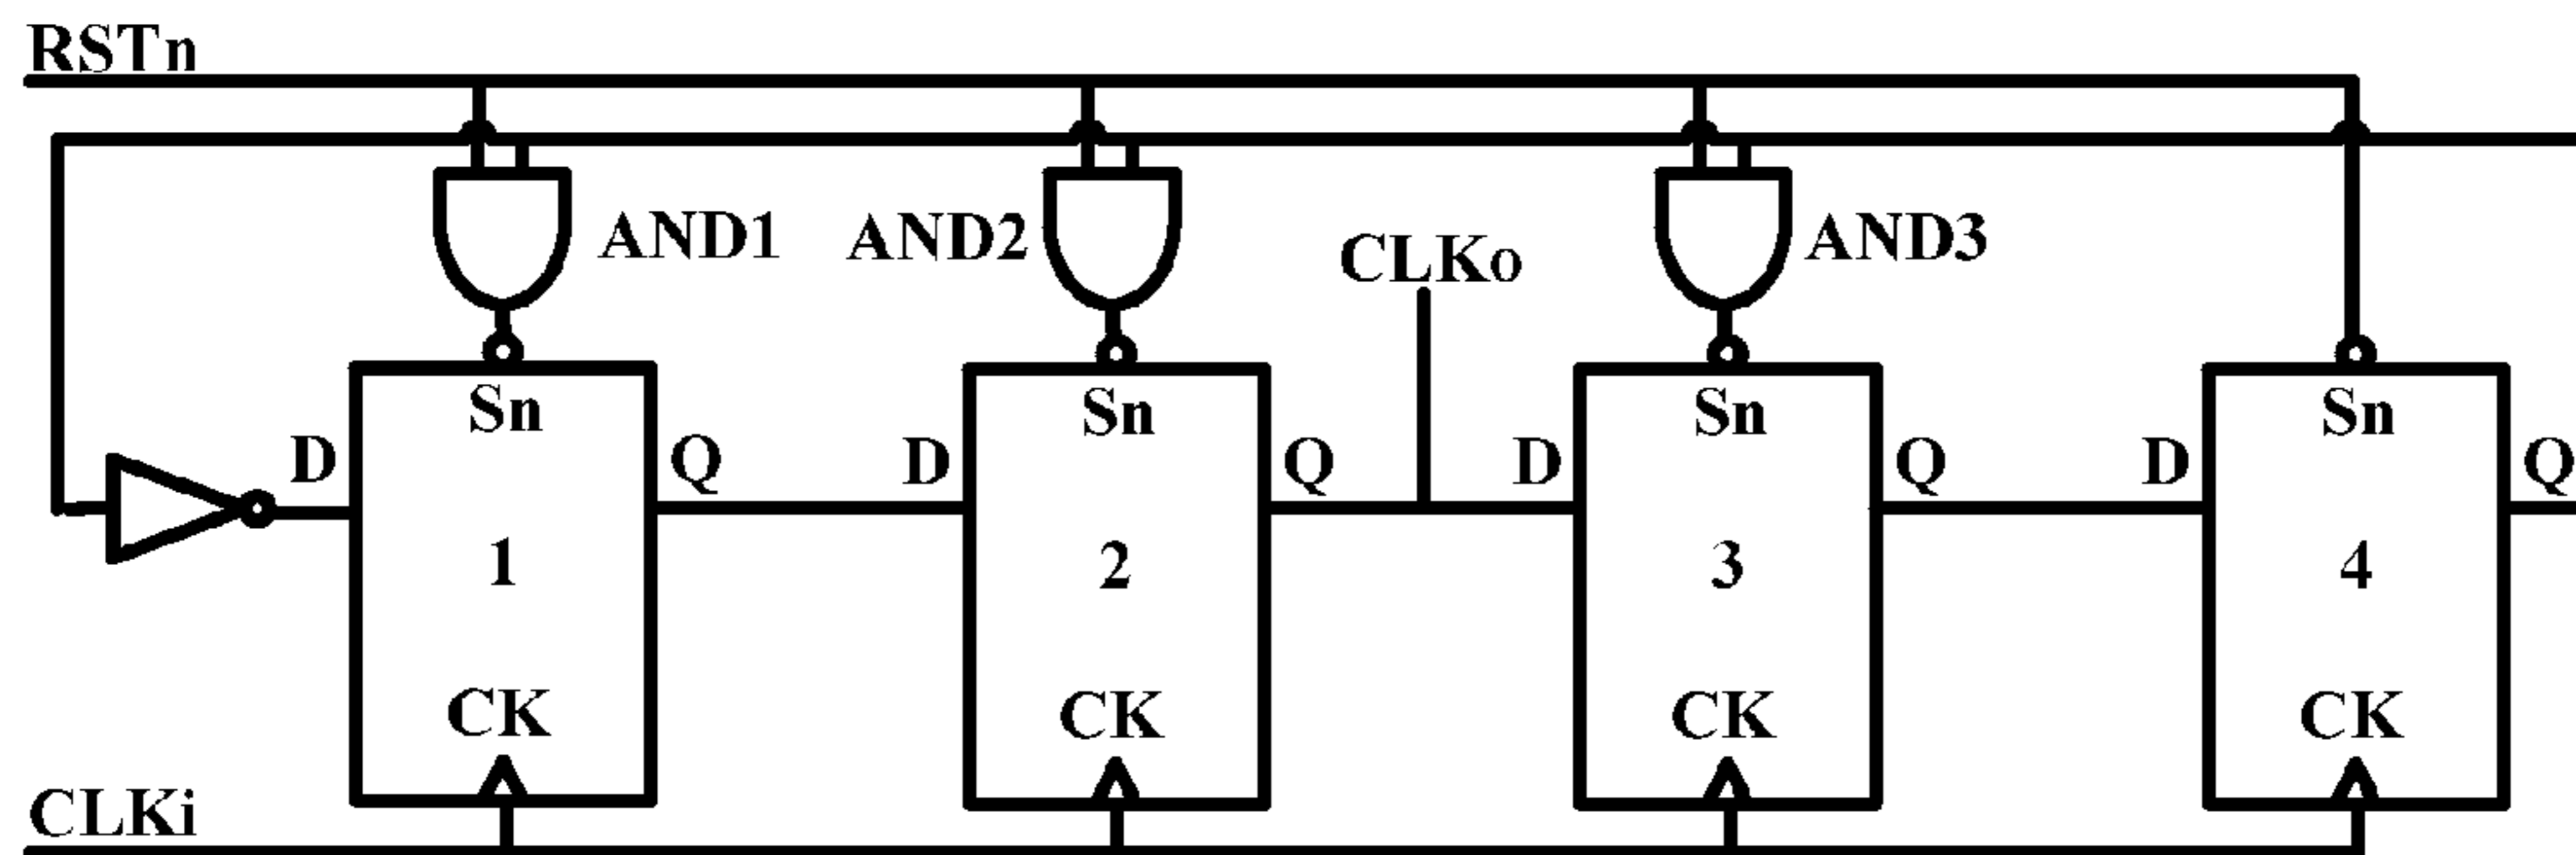 RSTn
AND1
AND2
CLKo
AND3
Sn
Sn
Sn
Sn
D
Q
D
Q
D
Q
D
Q
1
2
3
4
CK
CK
CK
CK
CLKi